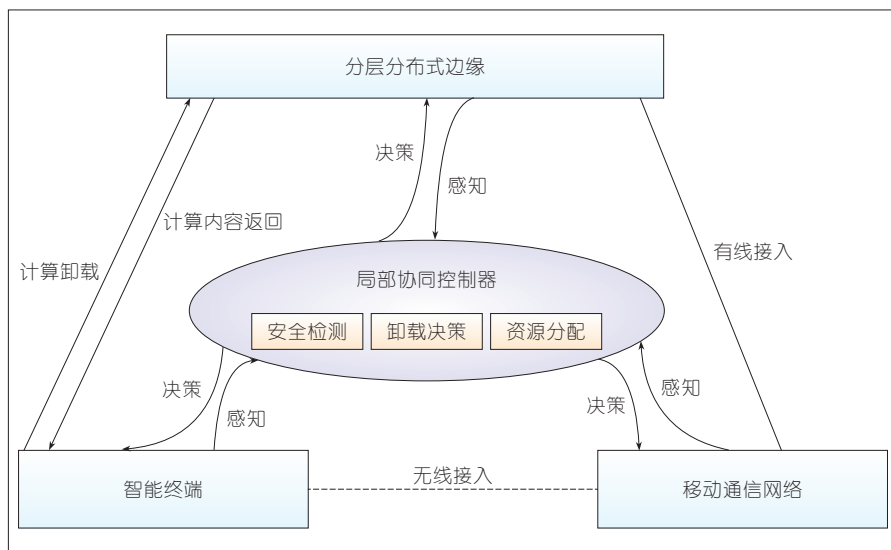 分层分布式边缘
决策
感知
计算内容返回
计算卸载
有线接入
局部协同控制器
安全检测
卸载决策
资源分配
决策
感知
决策
感知
智能终端
无线接入
移动通信网络